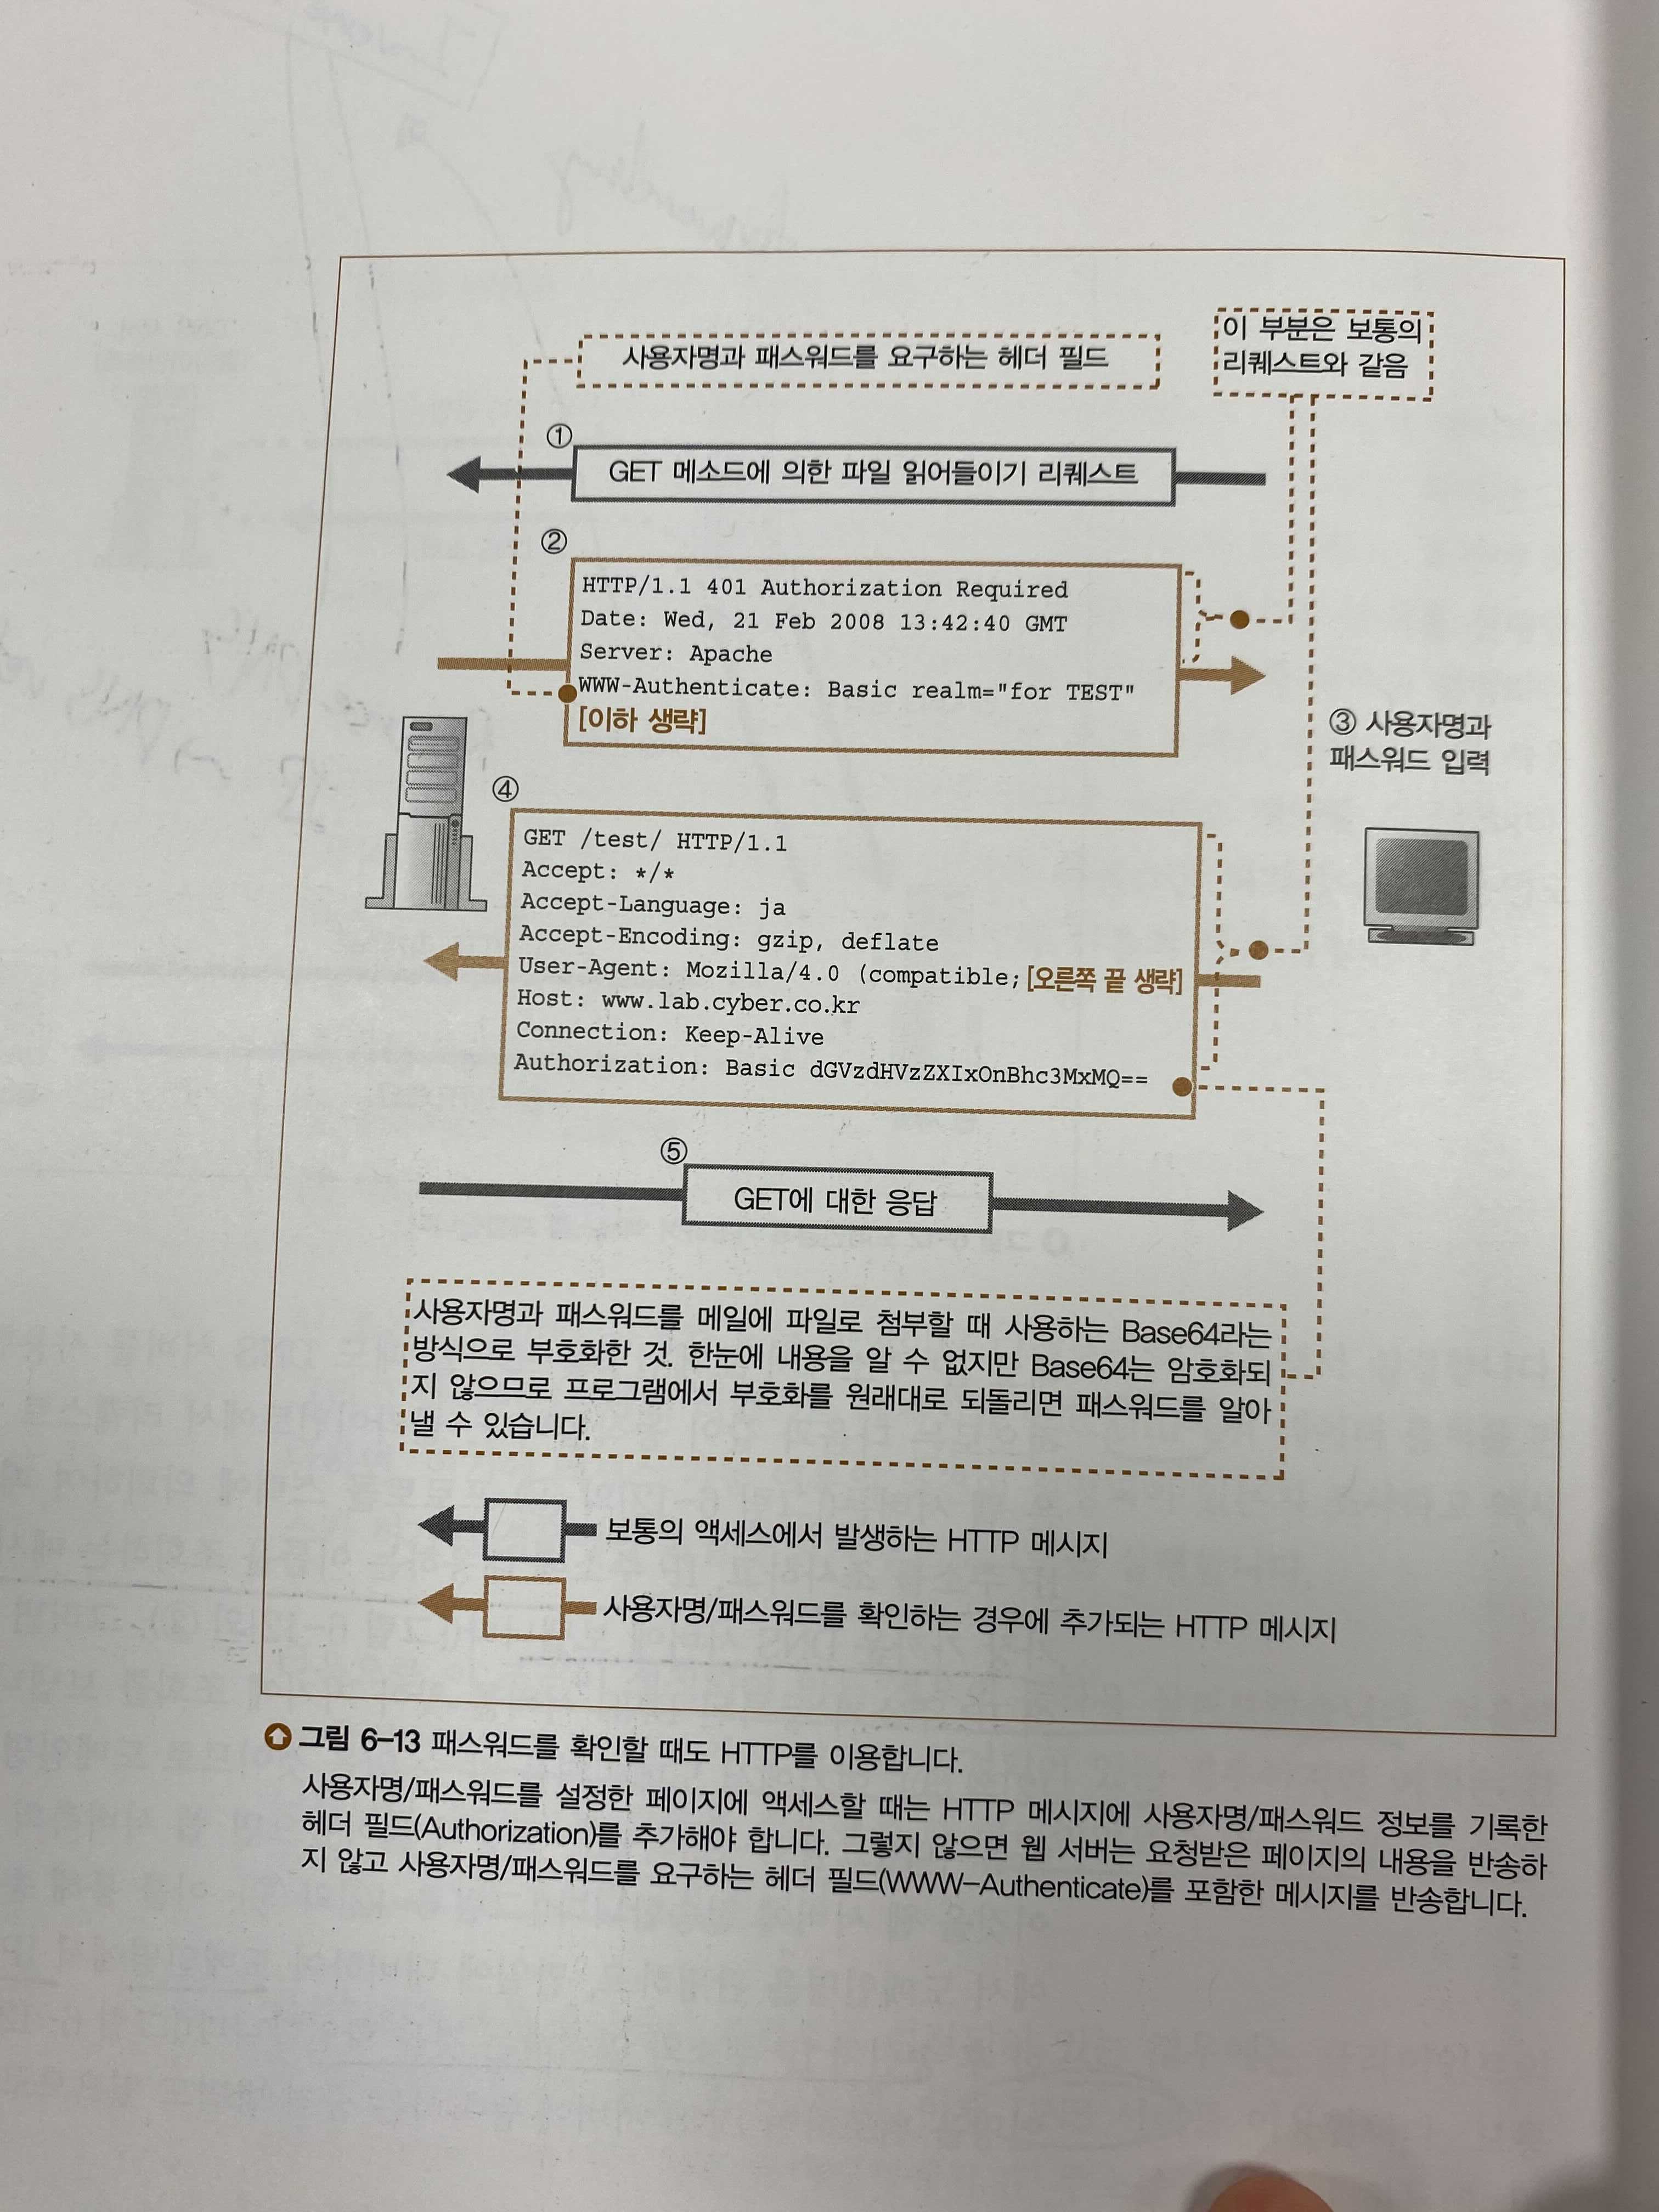 사용자명과 패스워드를 요구하는 헤더 필드
이 부분은 보통의
리퀘스트와 같음
①
GET 메소드에 의한 파일 읽어들이기 리퀘스트
②
HTTP/1.1 401 Authorization Required
Date: Wed, 21 Feb 2008 13:42:40 GMT
Server: Apache
WWW-Authenticate: Basic realm="for TEST"
[이하 생략]
③ 사용자명과
패스워드 입력
④
GET /test/ HTTP/1.1
Accept: */*
Accept-Language: ja
Accept-Encoding: gzip, deflate
User-Agent: Mozilla/4.0 (compatible; [오른쪽 끝 생략]
Host: www.lab.cyber.co.kr
Connection: Keep-Alive
Authorization: Basic dGVzdHVzZXIxOnBhc3MxMQ==
⑤
GET에 대한 응답
사용자명과 패스워드를 메일에 파일로 첨부할 때 사용하는 Base64라는
방식으로 부호화한 것. 한눈에 내용을 알 수 없지만 Base64는 암호화되
지 않으므로 프로그램에서 부호화를 원래대로 되돌리면 패스워드를 알아
낼 수 있습니다.
보통의 액세스에서 발생하는 HTTP 메시지
사용자명/패스워드를 확인하는 경우에 추가되는 HTTP 메시지
그림 6-13 패스워드를 확인할 때도 HTTP를 이용합니다.
사용자명/패스워드를 설정한 페이지에 액세스할 때는 HTTP 메시지에 사용자명/패스워드 정보를 기록한
헤더 필드(Authorization)를 추가해야 합니다. 그렇지 않으면 웹 서버는 요청받은 페이지의 내용을 반송하
지 않고 사용자명/패스워드를 요구하는 헤더 필드(WWW-Authenticate)를 포함한 메시지를 반송합니다.